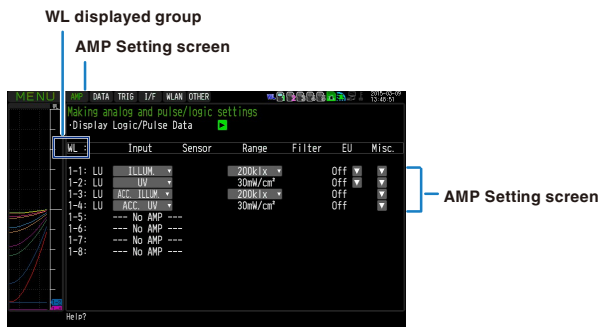 WL displayed group
AMP Setting screen
MENU AMP DATA TRIG I/F WLAN OTHER 2015-03-09
13:46:51
Making analog and pulse/logic settings
·Display Logic/Pulse Data
WL : Input Sensor Range Filter EU Misc.
1-1: LU ILLUM. 200klx Off
1-2: LU UV 30mW/cm² Off
1-3: LU ACC. ILLUM. 200klx Off
1-4: LU ACC. UV 30mW/cm² Off
1-5: --- No AMP ---
1-6: --- No AMP ---
1-7: --- No AMP ---
1-8: --- No AMP ---
AMP Setting screen
Help?